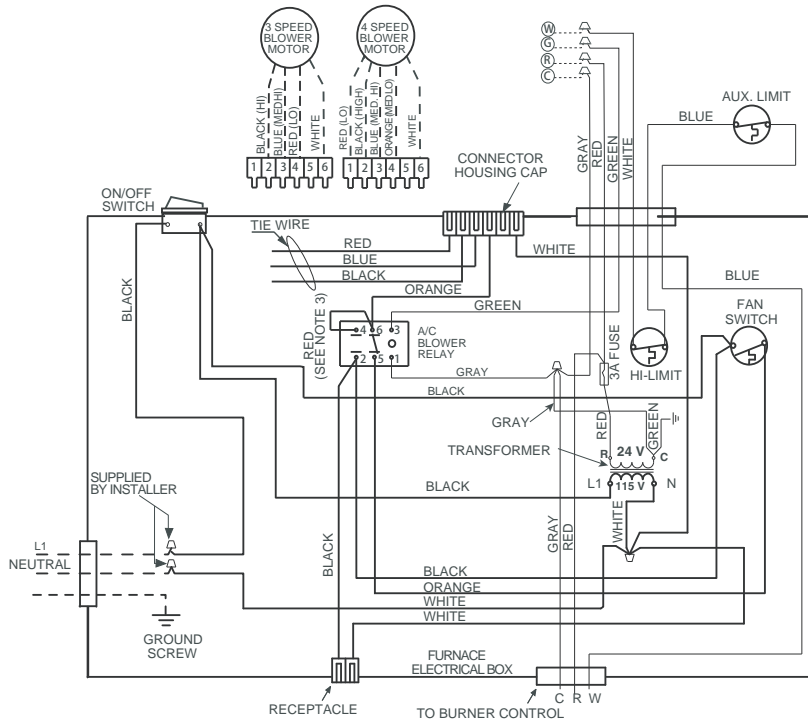 3 SPEED
BLOWER
MOTOR
4 SPEED
BLOWER
MOTOR
W
G
R
C
BLACK (HI)
BLUE (MEDHI)
RED (LO)
WHITE
RED (LO)
BLACK (HIGH)
BLUE (MED. HI)
ORANGE (MED LO)
WHITE
1 2 3 4 5 6
1 2 3 4 5 6
GRAY
RED
GREEN
WHITE
BLUE
AUX. LIMIT
ON/OFF
SWITCH
CONNECTOR
HOUSING CAP
TIE WIRE
RED
BLUE
BLACK
ORANGE
WHITE
BLUE
BLACK
GREEN
RED
(SEE NOTE 3)
4 6 3
2 5 1
A/C
BLOWER
RELAY
FAN
SWITCH
3A FUSE
HI-LIMIT
GRAY
BLACK
GRAY
RED
GREEN
TRANSFORMER
R 24 V C
L1 115 V N
SUPPLIED
BY INSTALLER
BLACK
WHITE
GRAY
RED
BLACK
L1
NEUTRAL
BLACK
ORANGE
WHITE
WHITE
GROUND
SCREW
FURNACE
ELECTRICAL BOX
RECEPTACLE
C R W
TO BURNER CONTROL